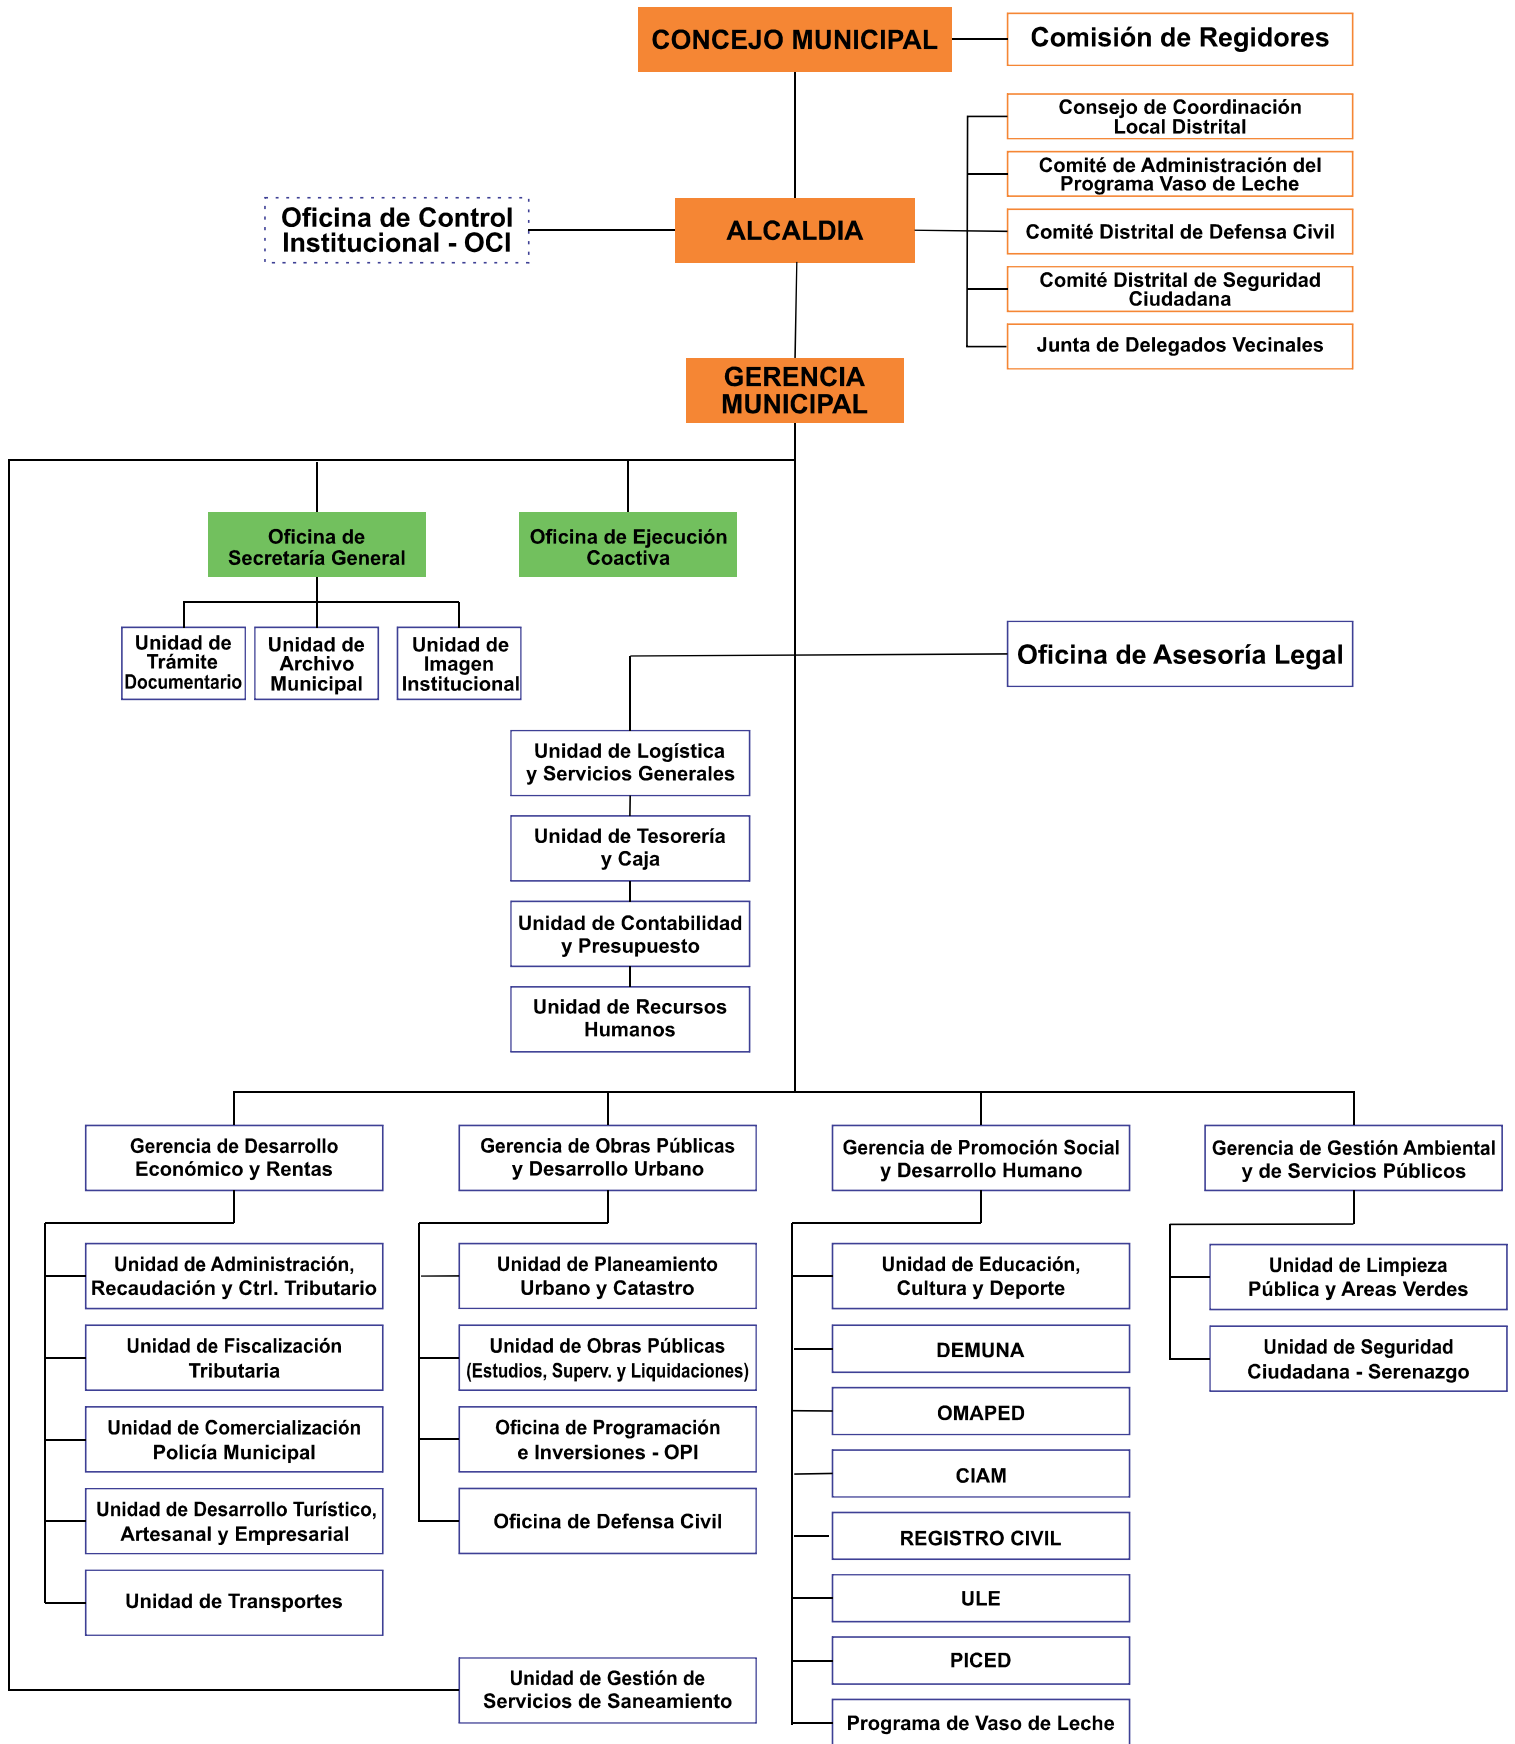 CONCEJO MUNICIPAL
Comisión de Regidores
Consejo de Coordinación
Local Distrital
Comité de Administración del
Programa Vaso de Leche
Oficina de Control
Institucional - OCI
ALCALDIA
Comité Distrital de Defensa Civil
Comité Distrital de Seguridad
Ciudadana
Junta de Delegados Vecinales
GERENCIA
MUNICIPAL
Oficina de
Secretaría General
Oficina de Ejecución
Coactiva
Unidad de
Trámite
Documentario
Unidad de
Archivo
Municipal
Unidad de
Imagen
Institucional
Oficina de Asesoría Legal
Unidad de Logística
y Servicios Generales
Unidad de Tesorería
y Caja
Unidad de Contabilidad
y Presupuesto
Unidad de Recursos
Humanos
Gerencia de Desarrollo
Económico y Rentas
Gerencia de Obras Públicas
y Desarrollo Urbano
Gerencia de Promoción Social
y Desarrollo Humano
Gerencia de Gestión Ambiental
y de Servicios Públicos
Unidad de Administración,
Recaudación y Ctrl. Tributario
Unidad de Fiscalización
Tributaria
Unidad de Comercialización
Policía Municipal
Unidad de Desarrollo Turístico,
Artesanal y Empresarial
Unidad de Transportes
Unidad de Planeamiento
Urbano y Catastro
Unidad de Obras Públicas
(Estudios, Superv. y Liquidaciones)
Oficina de Programación
e Inversiones - OPI
Oficina de Defensa Civil
Unidad de Educación,
Cultura y Deporte
DEMUNA
OMAPED
CIAM
REGISTRO CIVIL
ULE
PICED
Programa de Vaso de Leche
Unidad de Limpieza
Pública y Areas Verdes
Unidad de Seguridad
Ciudadana - Serenazgo
Unidad de Gestión de
Servicios de Saneamiento